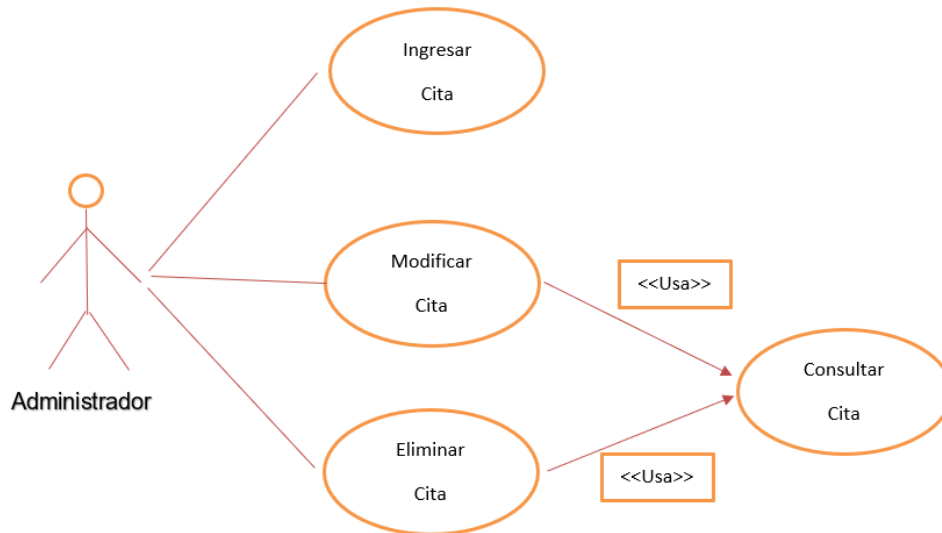 Ingresar
Cita
Modificar
Cita
<<Usa>>
Consultar
Cita
Administrador
Eliminar
Cita
<<Usa>>